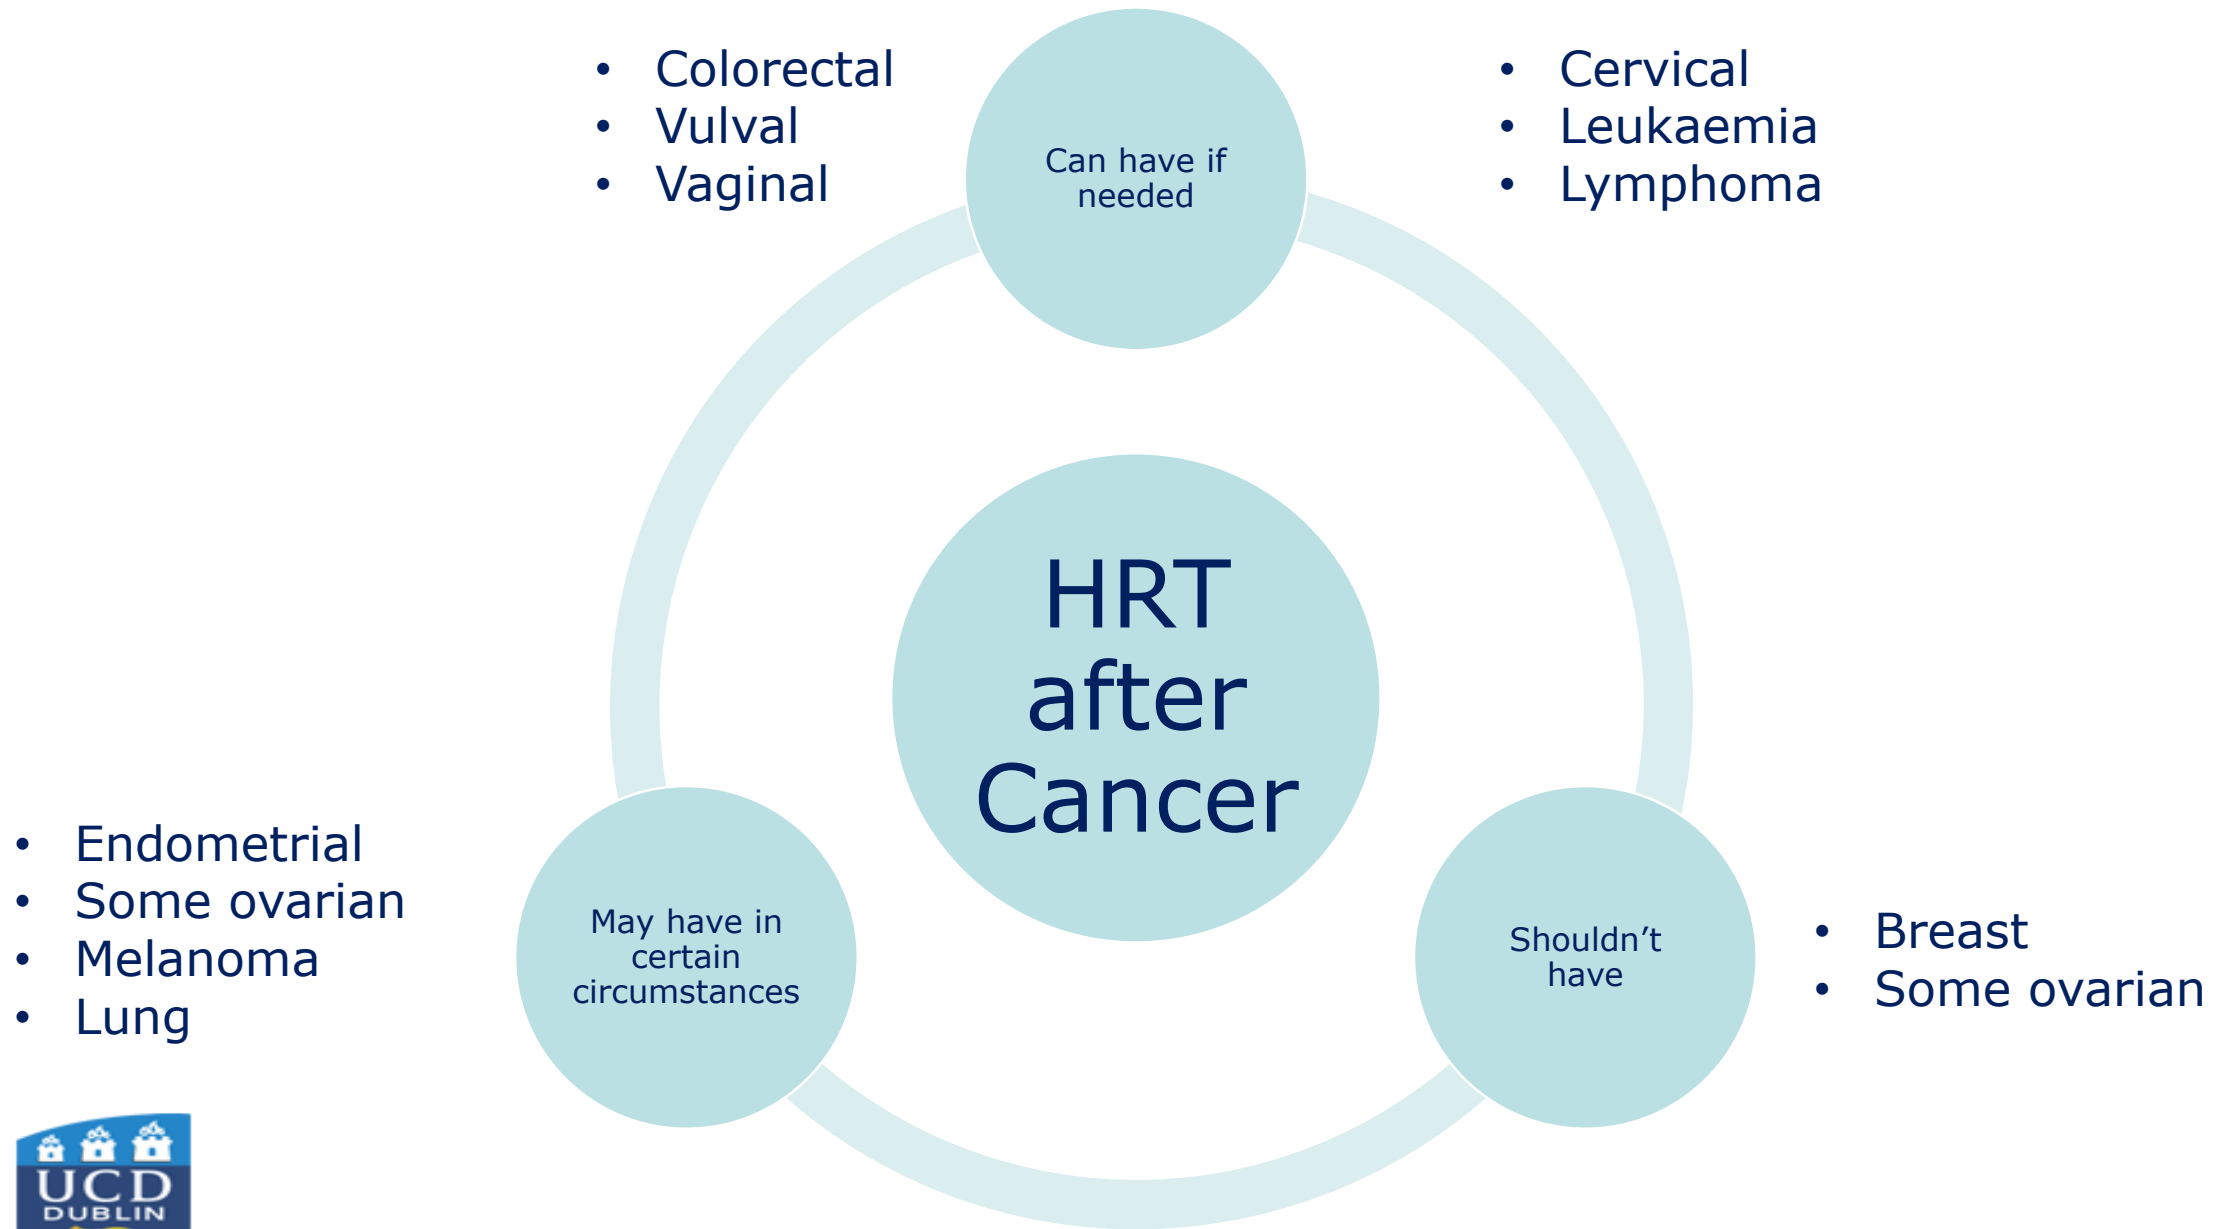 • Colorectal
• Vulval
• Vaginal
Can have if
needed
• Cervical
• Leukaemia
• Lymphoma
HRT
after
Cancer
• Endometrial
• Some ovarian
• Melanoma
• Lung
May have in
certain
circumstances
Shouldn’t
have
• Breast
• Some ovarian
UCD
DUBLIN